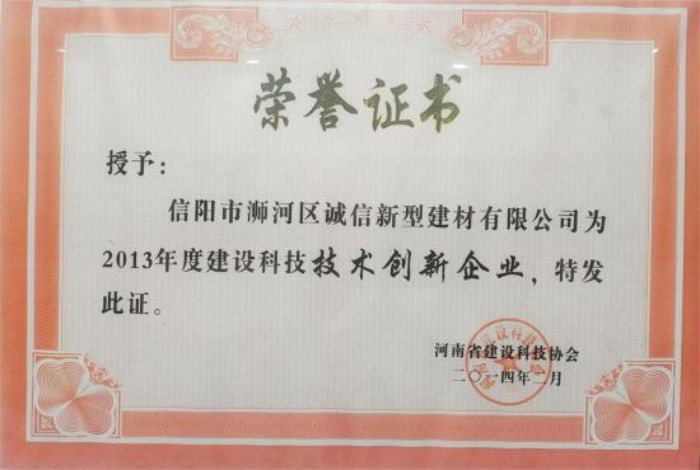 荣誉证书
授予：
信阳市浉河区诚信新型建材有限公司为
2013年度建设科技技术创新企业，特发
此证。
河南省建设科技协会
二〇一四年二月